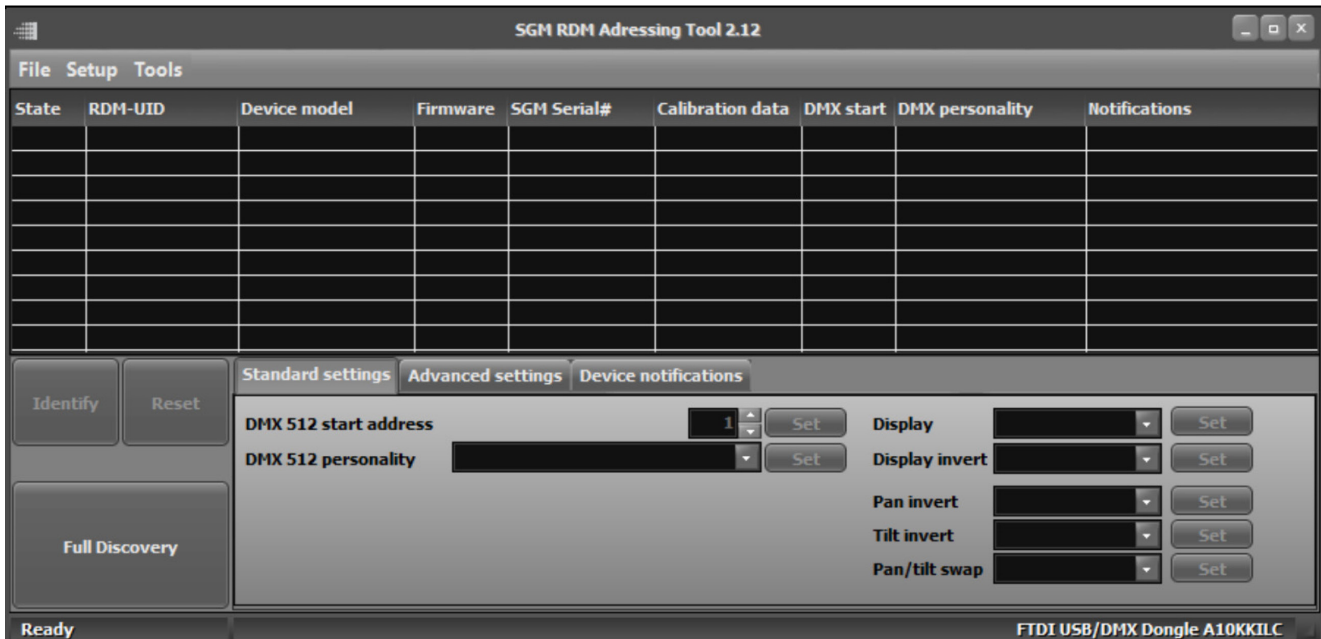 SGM RDM Adressing Tool 2.12
File Setup Tools
State RDM-UID Device model Firmware SGM Serial# Calibration data DMX start DMX personality Notifications
Identify Reset
Full Discovery
Standard settings Advanced settings Device notifications
DMX 512 start address 1 Set
DMX 512 personality Set
Display Set
Display invert Set
Pan invert Set
Tilt invert Set
Pan/tilt swap Set
Ready FTDI USB/DMX Dongle A10KKILC